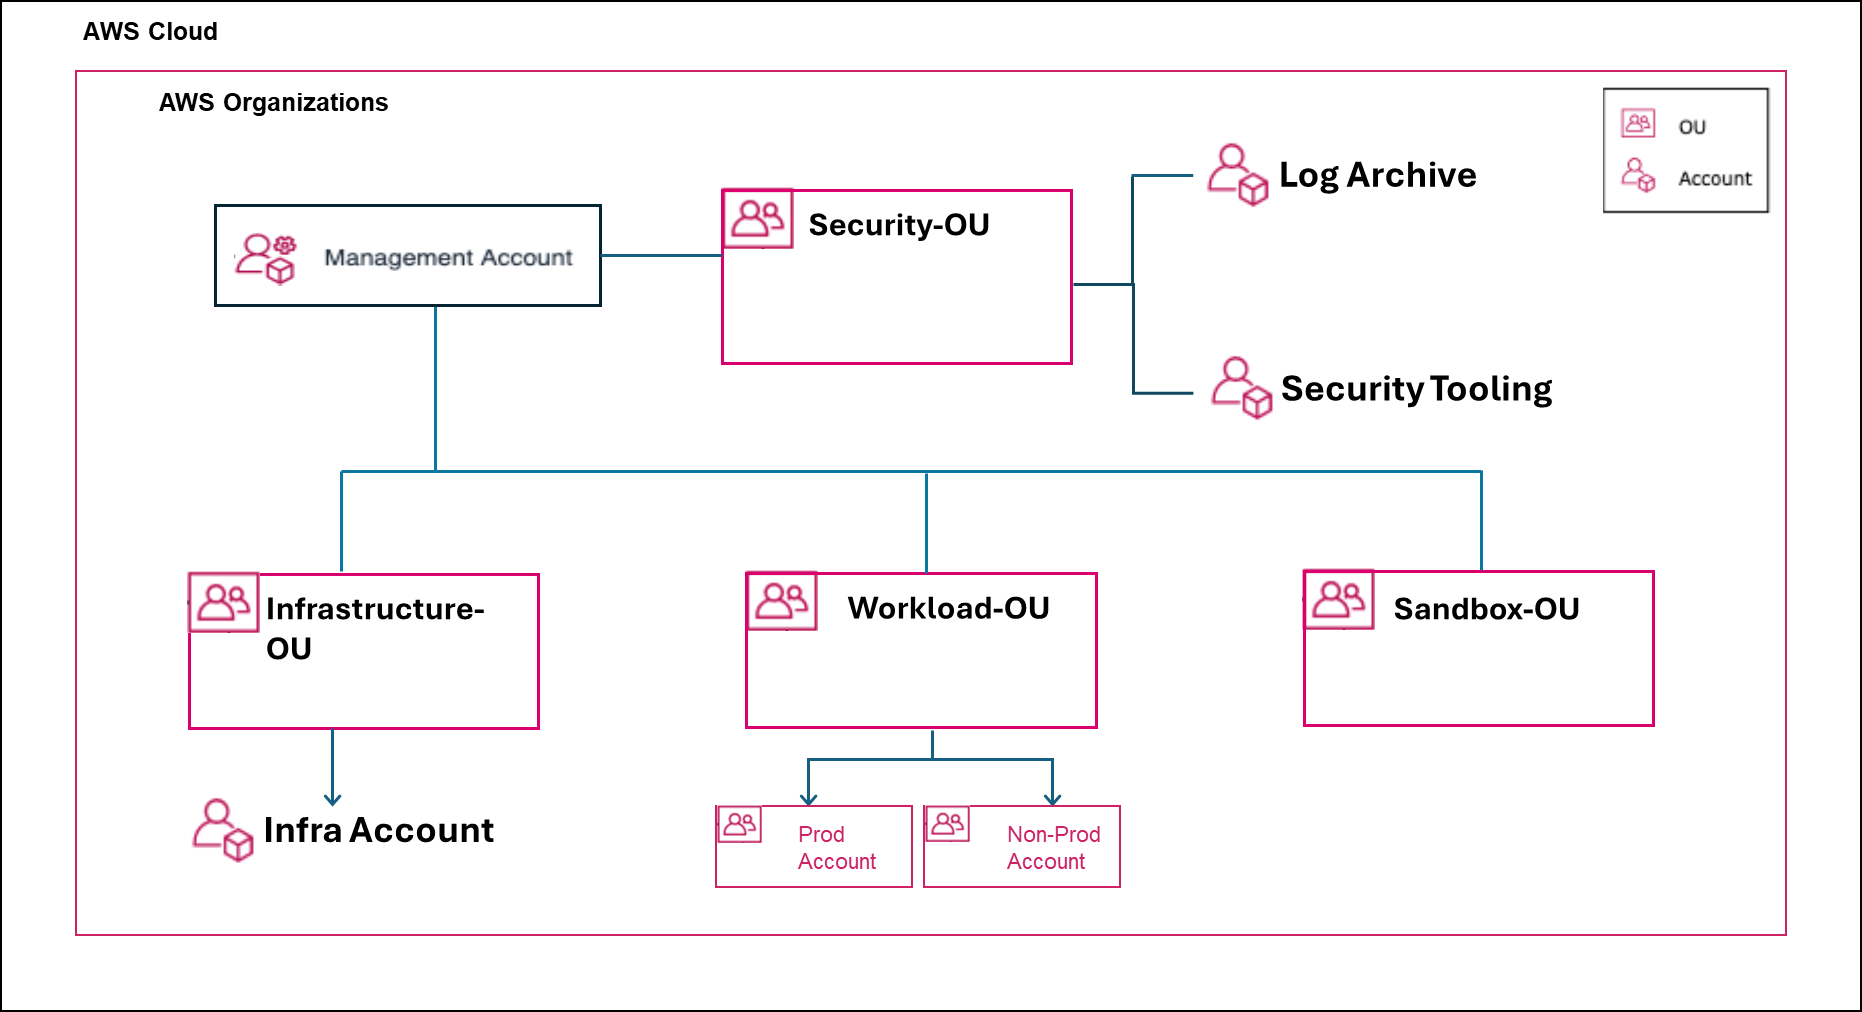 AWS Cloud
AWS Organizations
OU
Account
Management Account
Security-OU
Log Archive
Security Tooling
Infrastructure-
OU
Workload-OU
Sandbox-OU
Infra Account
Prod
Account
Non-Prod
Account